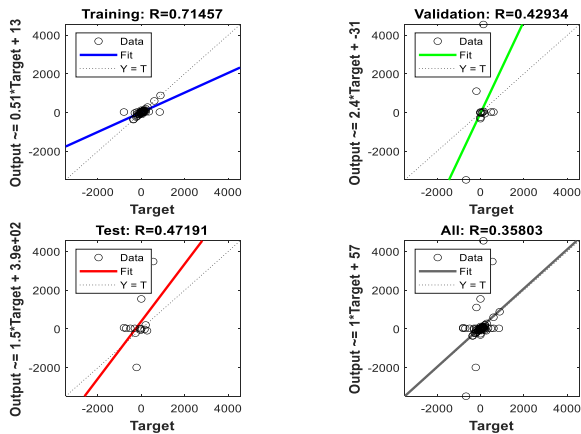 Training: R=0.71457
Output ~= 0.51*Target + 13
4000
2000
0
-2000
Data
Fit
Y = T
-2000 0 2000 4000
Target
Validation: R=0.42934
Output ~= 2.4*Target + -31
4000
2000
0
-2000
Data
Fit
Y = T
-2000 0 2000 4000
Target
Test: R=0.47191
Output ~= 1.5*Target + 3.9e+02
4000
2000
0
-2000
Data
Fit
Y = T
-2000 0 2000 4000
Target
All: R=0.35803
Output ~= 1*Target + 57
4000
2000
0
-2000
Data
Fit
Y = T
-2000 0 2000 4000
Target